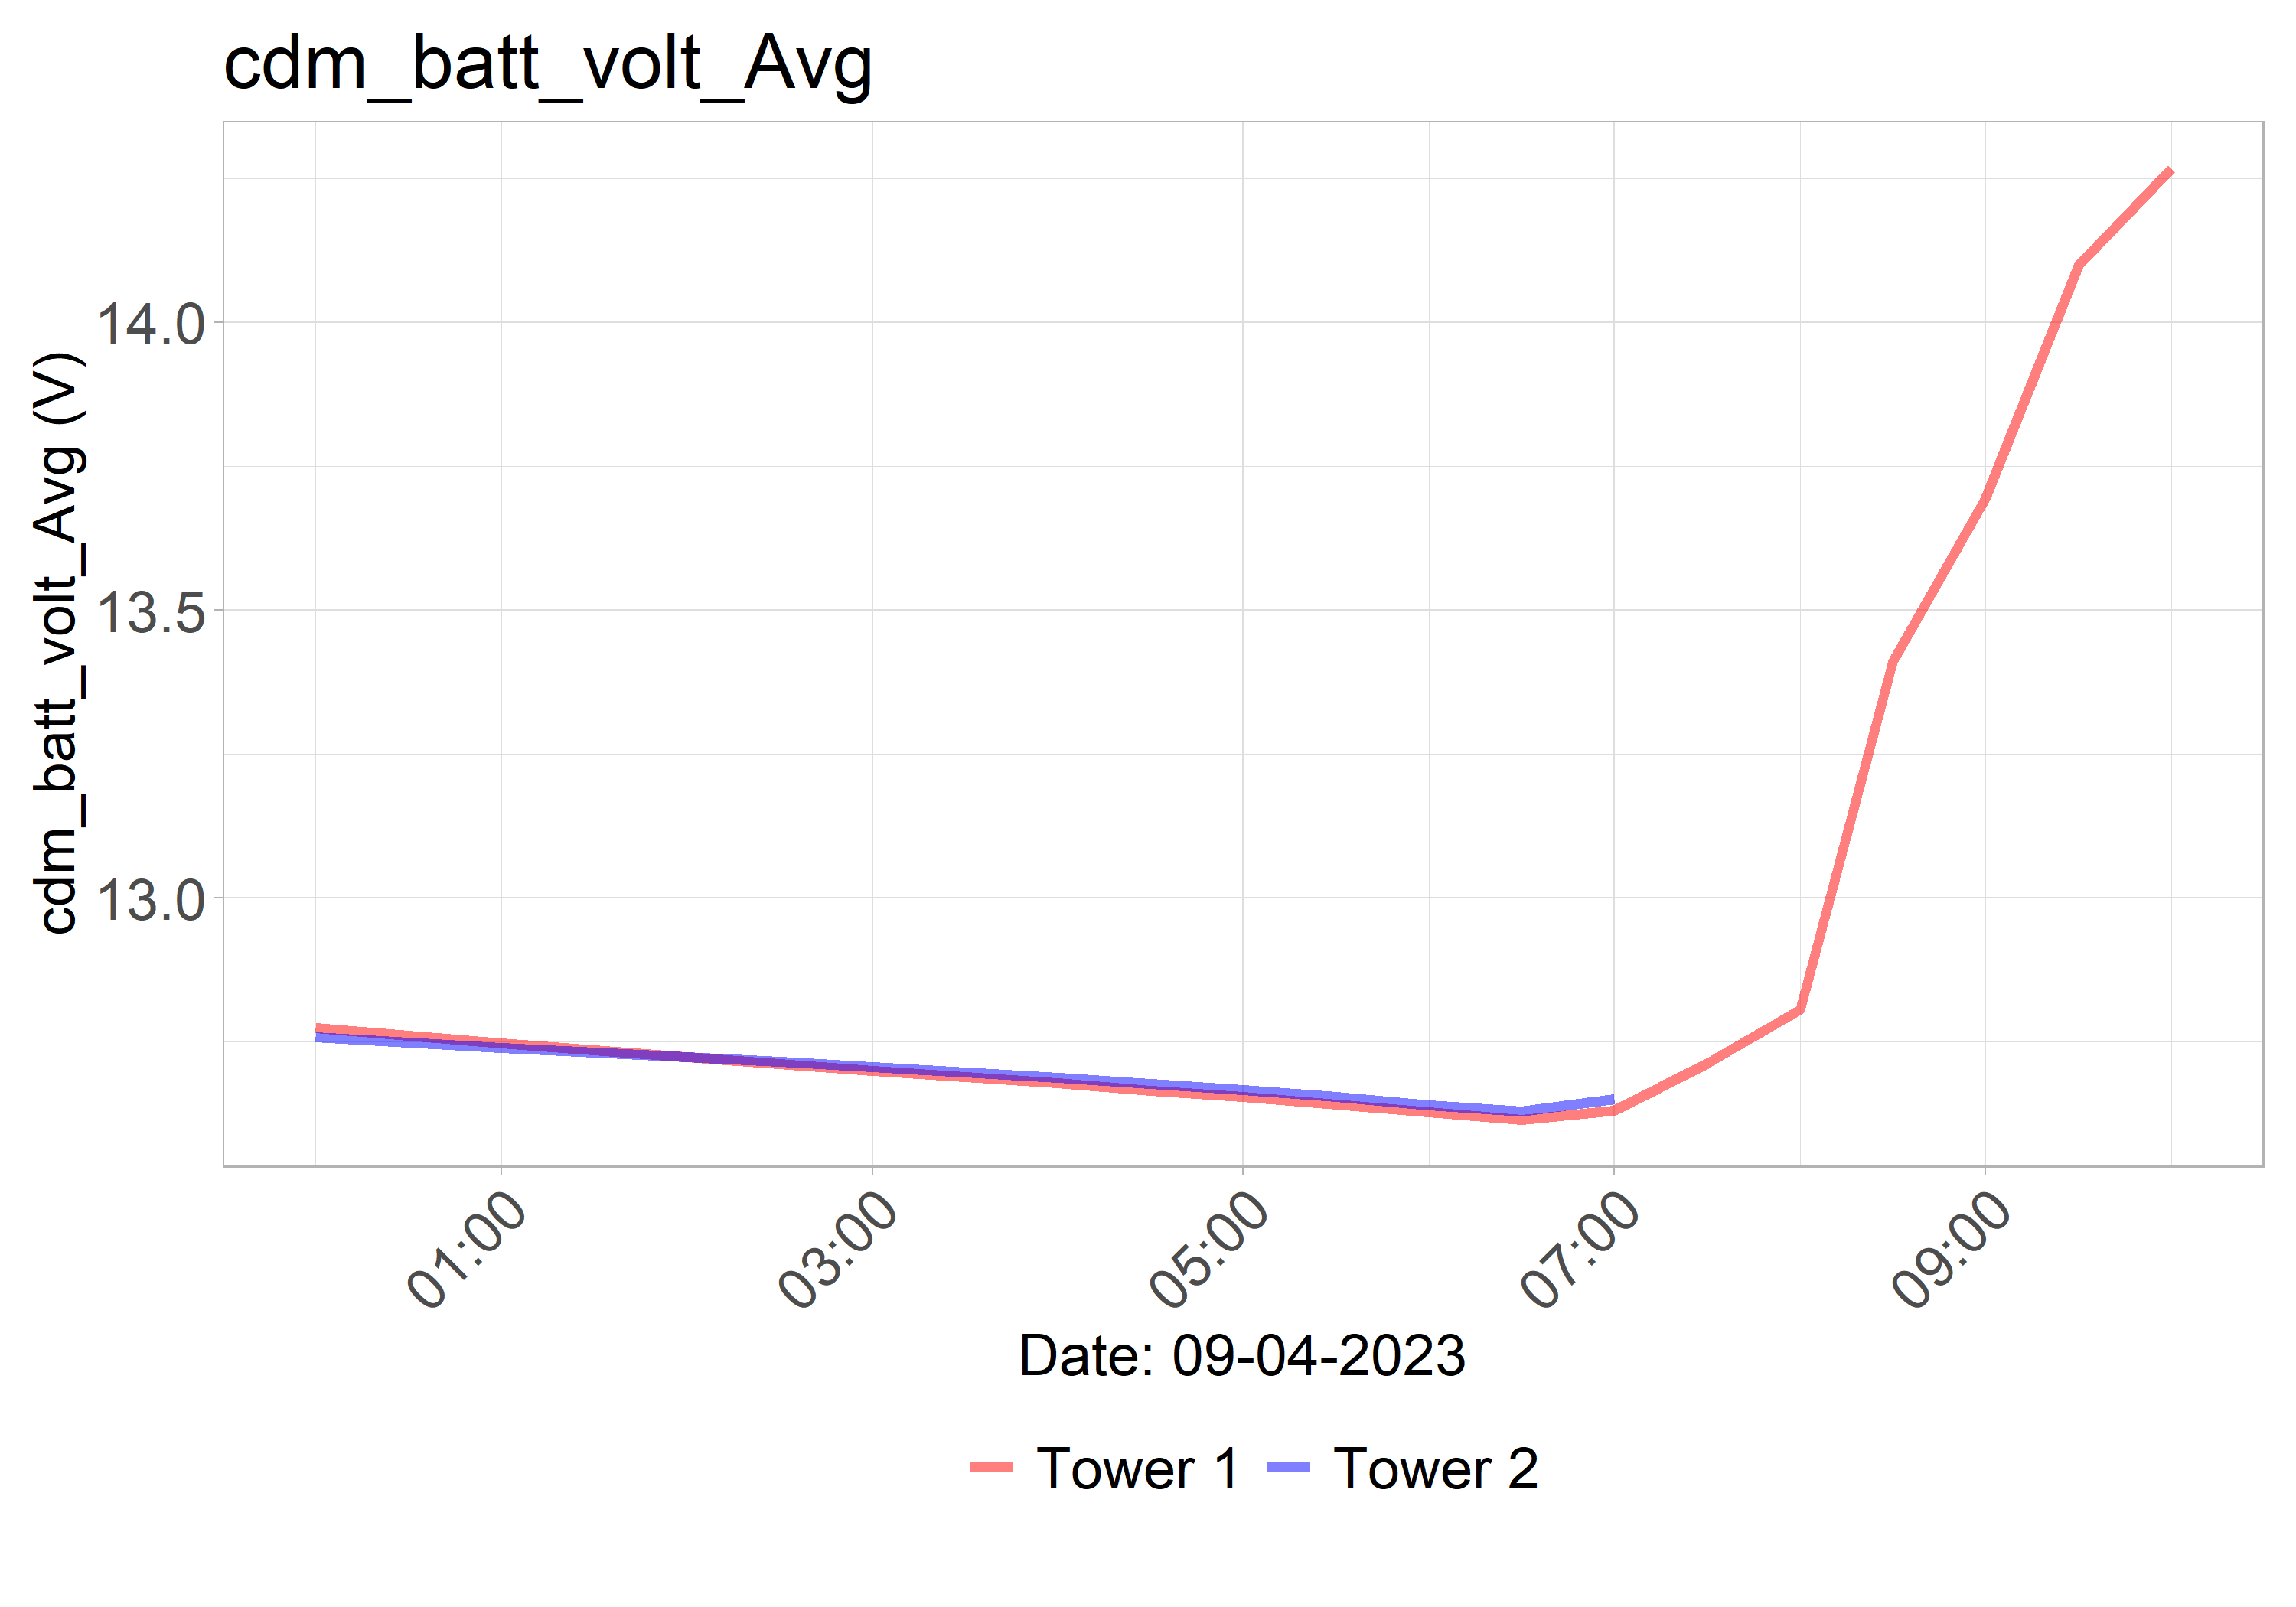 cdm_batt_volt_Avg
cdm_batt_volt_Avg (V)
14.0
13.5
13.0
01:00
03:00
05:00
07:00
09:00
Date: 09-04-2023
Tower 1
Tower 2